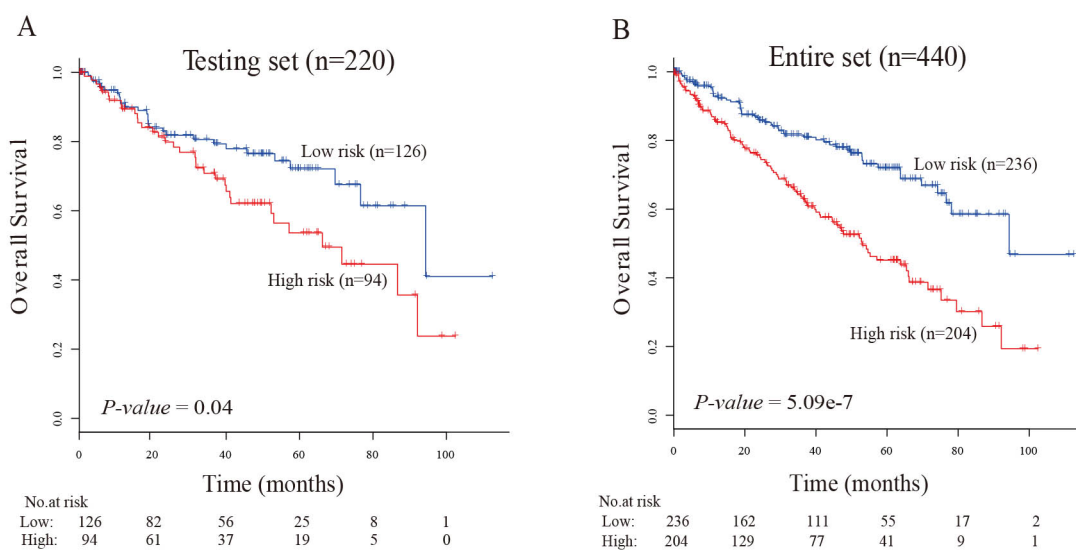 A
Testing set (n=220)
Overall Survival
1.0
0.8
0.6
0.4
0.2
0.0
Low risk (n=126)
High risk (n=94)
P-value = 0.04
0 20 40 60 80 100
Time (months)
No.at risk
Low: 126 82 56 25 8 1
High: 94 61 37 19 5 0
B
Entire set (n=440)
Overall Survival
1.0
0.8
0.6
0.4
0.2
0.0
Low risk (n=236)
High risk (n=204)
P-value = 5.09e-7
0 20 40 60 80 100
Time (months)
No.at risk
Low: 236 162 111 55 17 2
High: 204 129 77 41 9 1